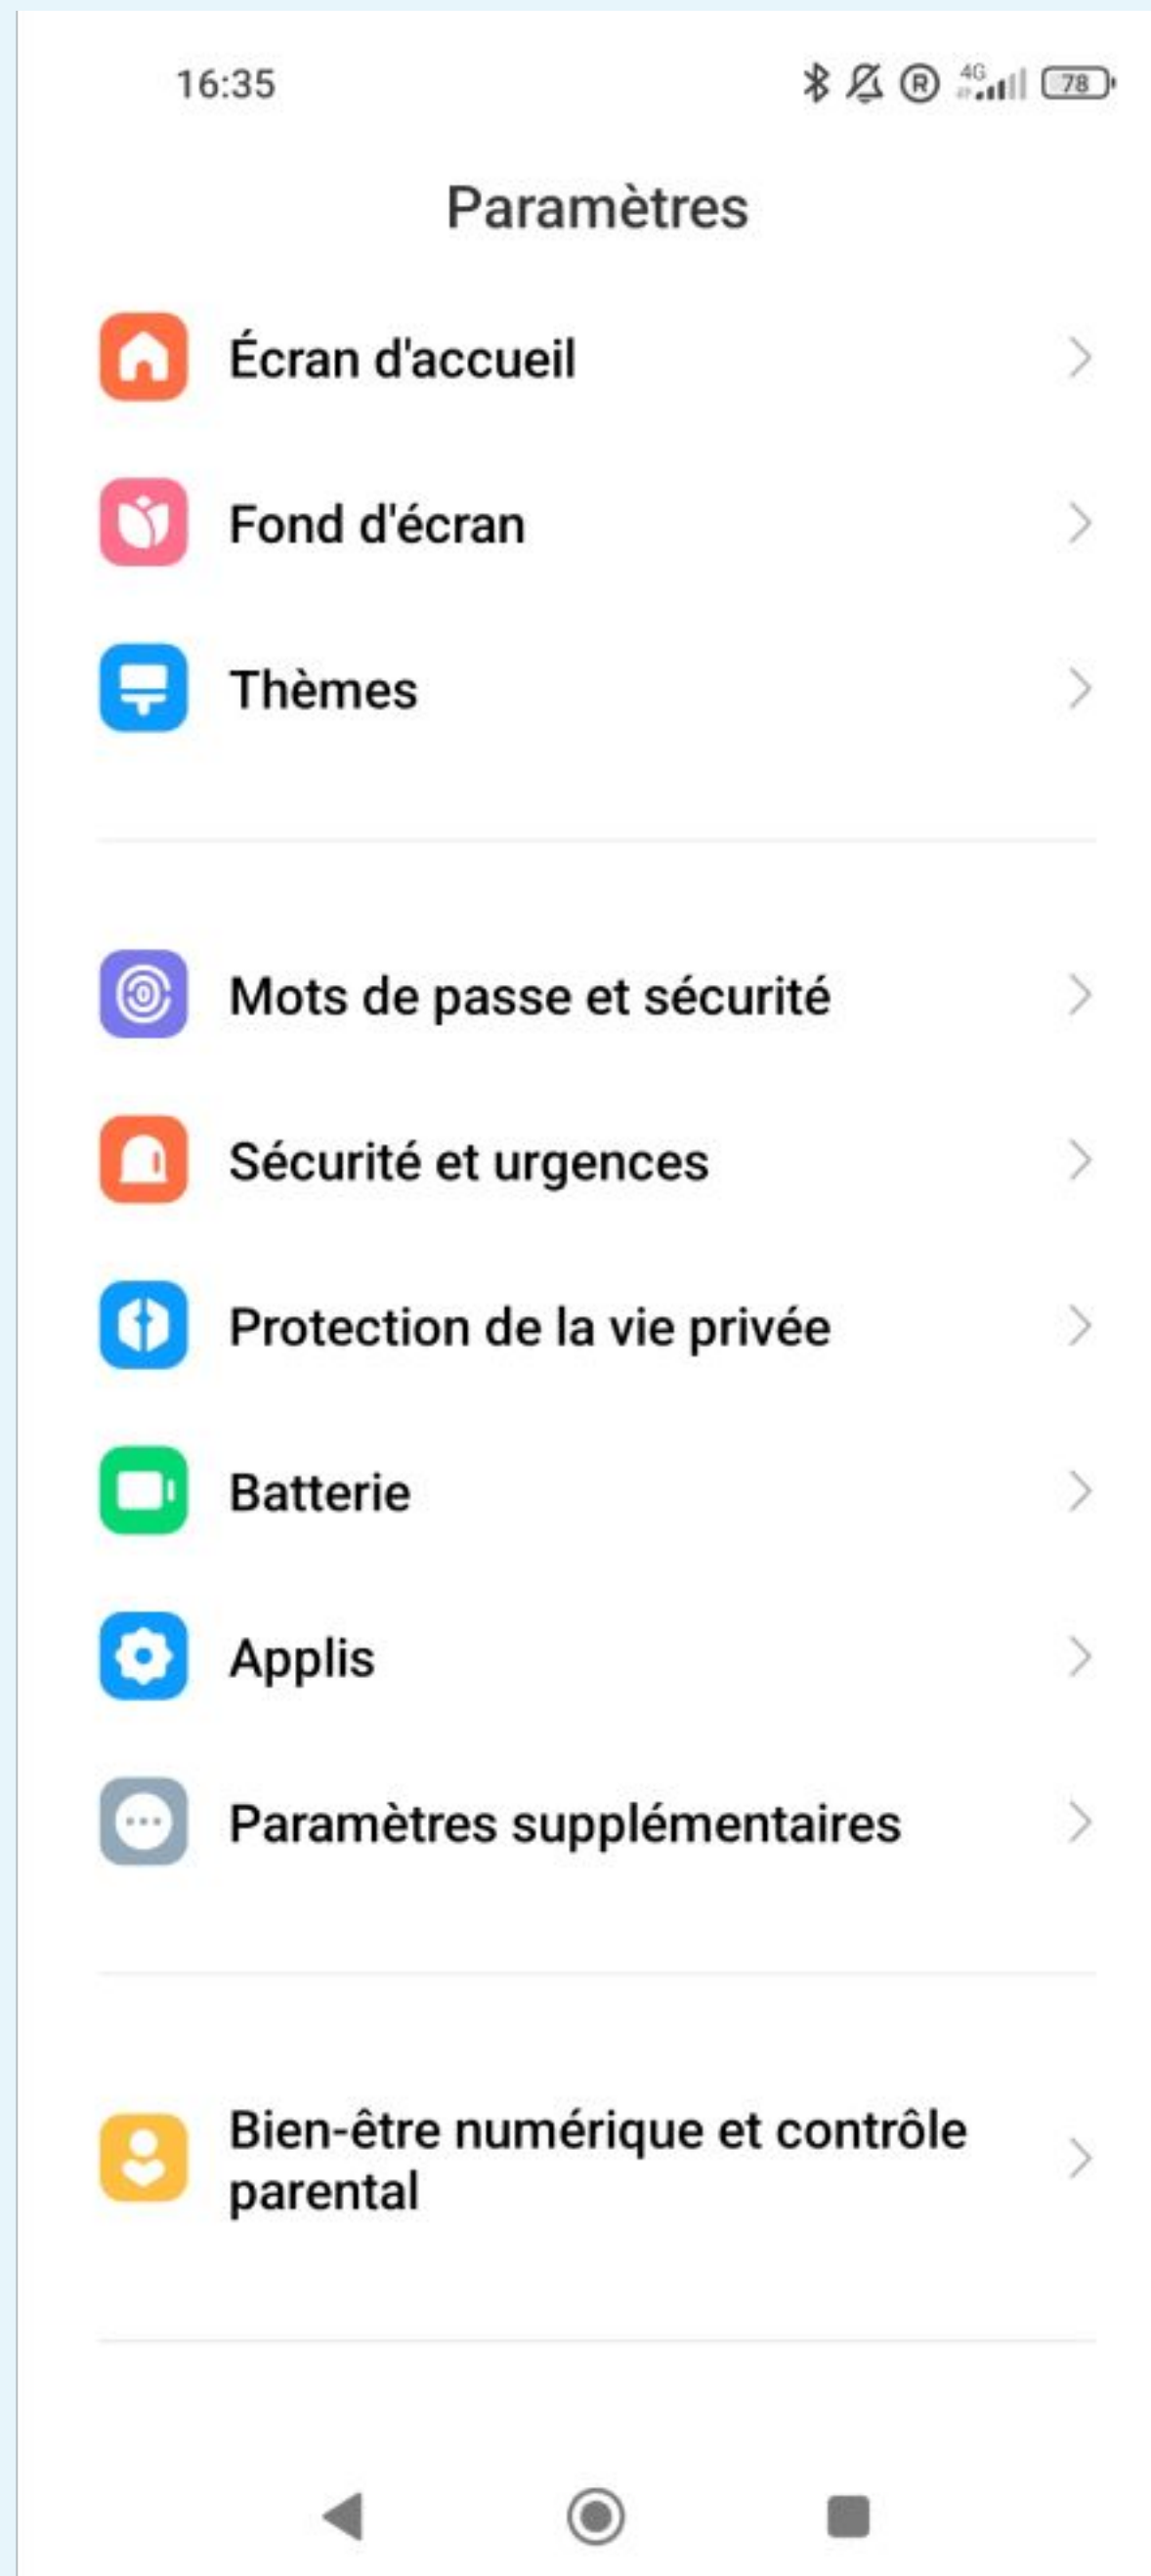 16:35
® 4G 78
Paramètres
Écran d'accueil
Fond d'écran
Thèmes
Mots de passe et sécurité
Sécurité et urgences
Protection de la vie privée
Batterie
Applis
Paramètres supplémentaires
Bien-être numérique et contrôle
parental